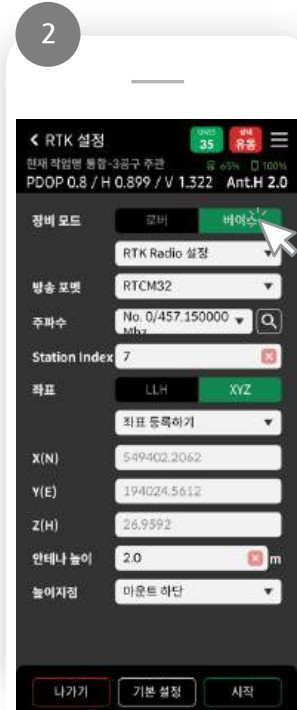 2
RTK 설정
GNSS 35 상태 유동
현재 작업명 통합-3공구 주관 65% 100%
PDOP 0.8 / H 0.899 / V 1.322 Ant.H 2.0
장비 모드 로버 베이스
RTK Radio 설정
방송 포멧 RTCM32
주파수 No. 0/457.150000 Mhz
Station Index 7
좌표 LLH XYZ
좌표 등록하기
X(N) 549402.2062
Y(E) 194024.5612
Z(H) 26.9592
안테나 높이 2.0 m
높이지점 마운트 하단
나가기 기본 설정 시작